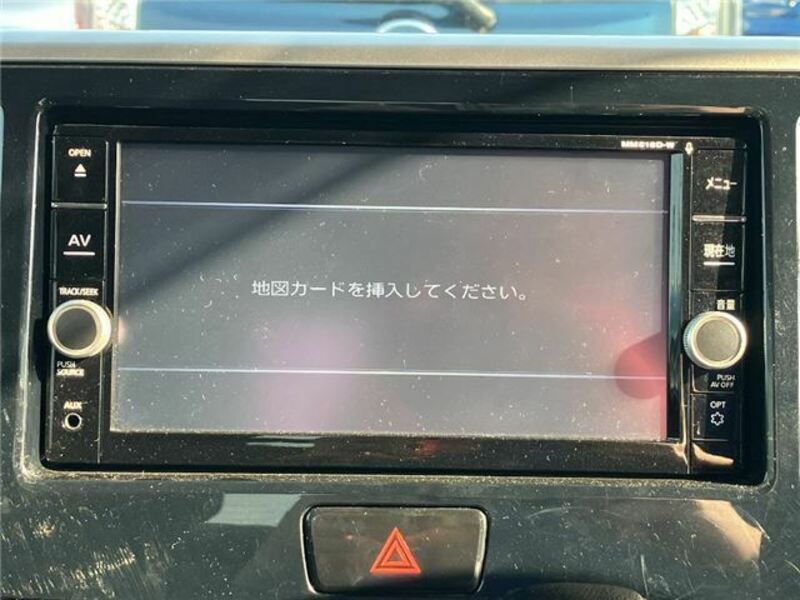 MM516D-W
OPEN
AV
TRACK/SEEK
PUSH
SOURCE
AUX
地図カードを挿入してください。
メニュー
現在地
音量
PUSH
AV OFF
OPT